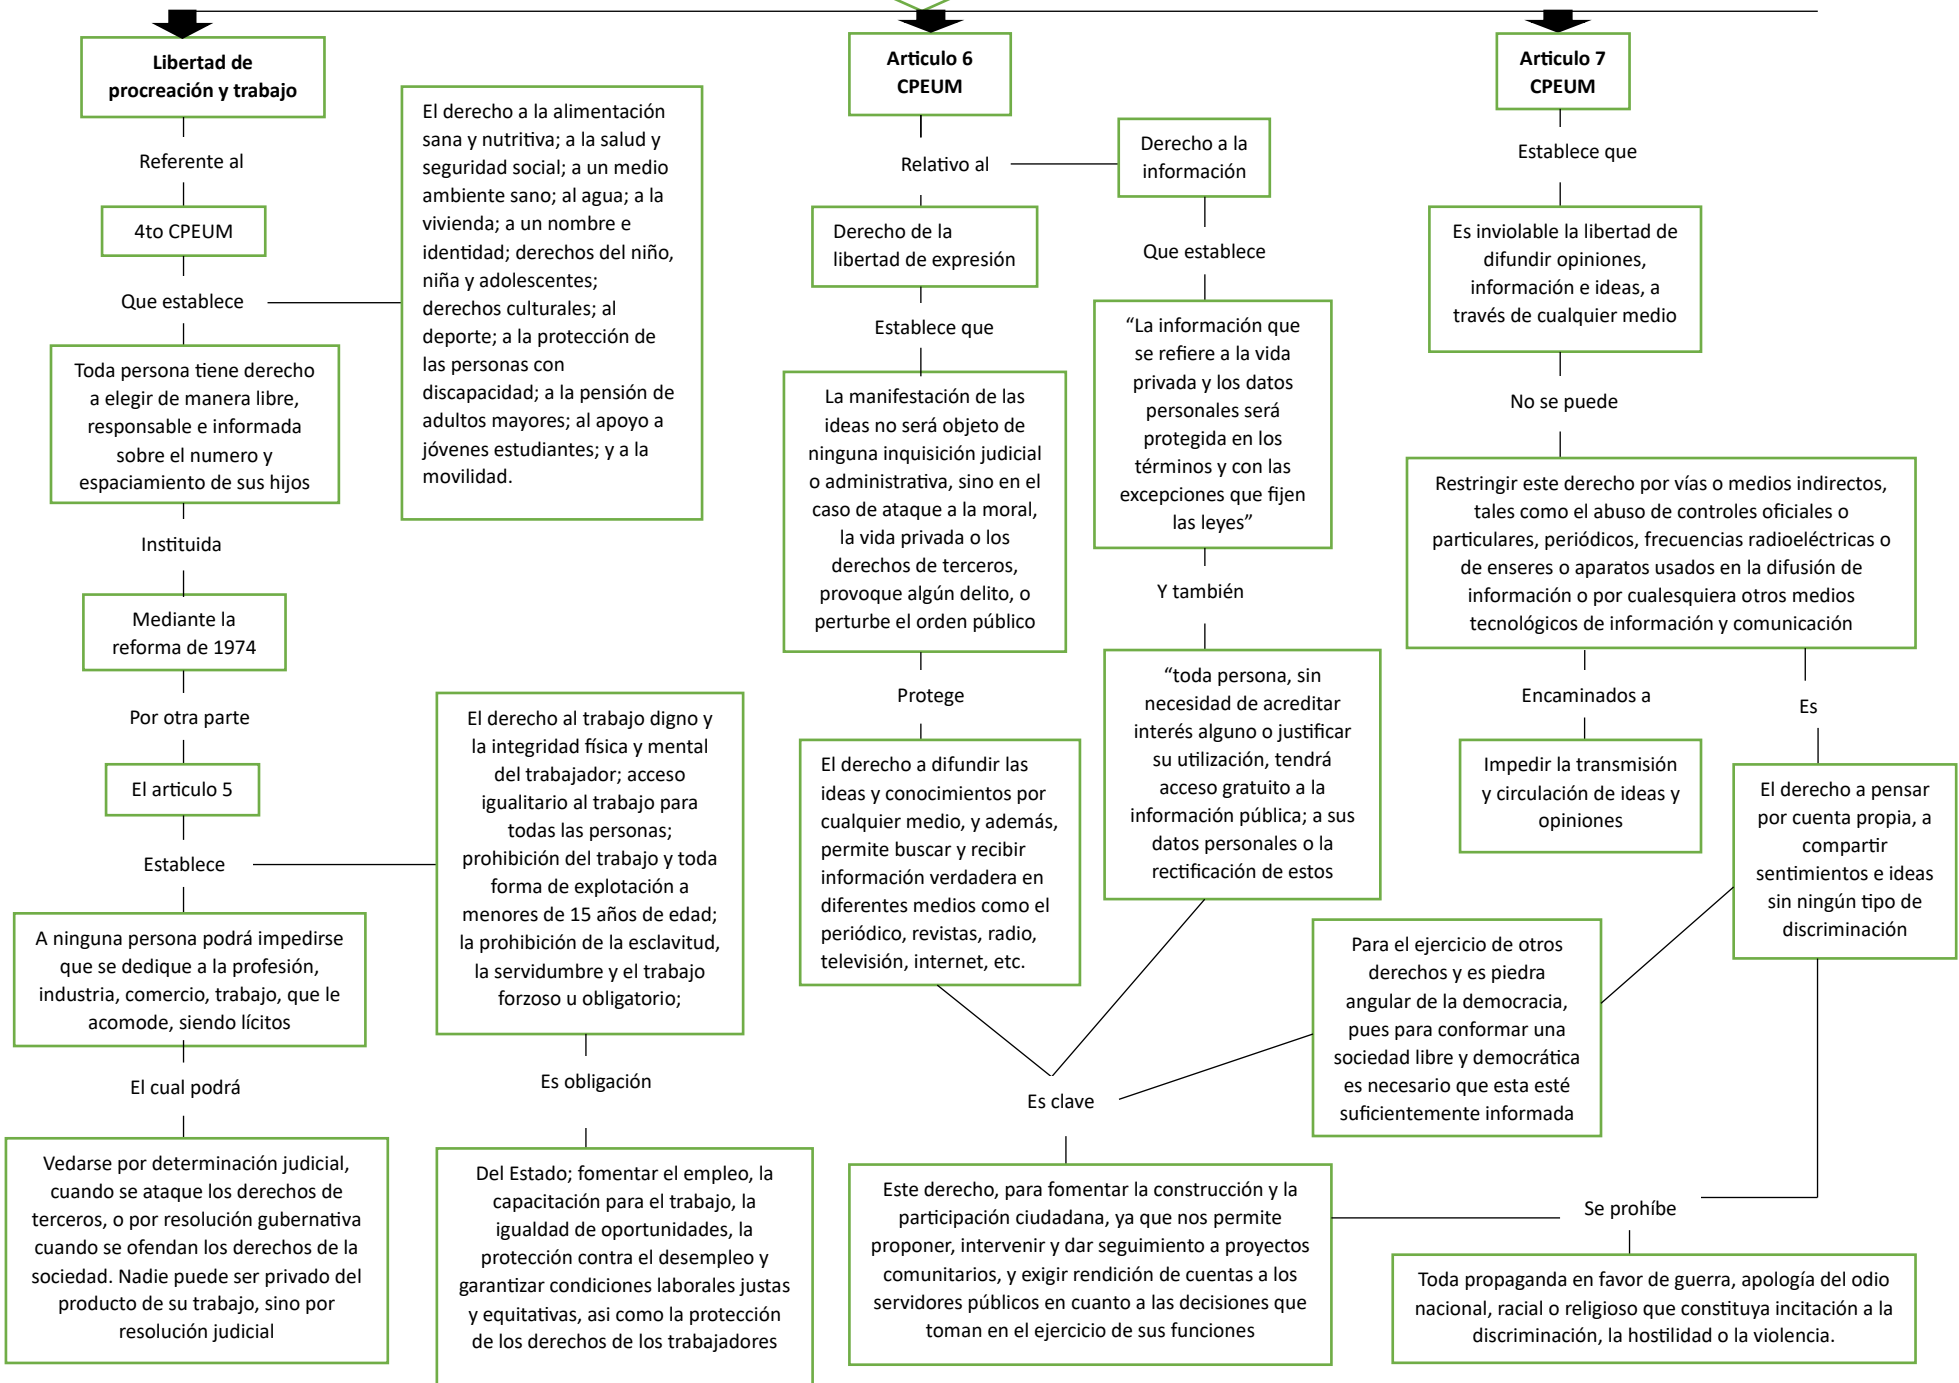 Libertad de
procreación y trabajo
Referente al
4to CPEUM
Que establece
El derecho a la alimentación
sana y nutritiva; a la salud y
seguridad social; a un medio
ambiente sano; al agua; a la
vivienda; a un nombre e
identidad; derechos del niño,
niña y adolescentes;
derechos culturales; al
deporte; a la protección de
las personas con
discapacidad; a la pensión de
adultos mayores; al apoyo a
jóvenes estudiantes; y a la
movilidad.
Toda persona tiene derecho
a elegir de manera libre,
responsable e informada
sobre el numero y
espaciamiento de sus hijos
Instituida
Mediante la
reforma de 1974
Por otra parte
El articulo 5
Establece
El derecho al trabajo digno y
la integridad física y mental
del trabajador; acceso
igualitario al trabajo para
todas las personas;
prohibición del trabajo y toda
forma de explotación a
menores de 15 años de edad;
la prohibición de la esclavitud,
la servidumbre y el trabajo
forzoso u obligatorio;
Es obligación
Del Estado; fomentar el empleo, la
capacitación para el trabajo, la
igualdad de oportunidades, la
protección contra el desempleo y
garantizar condiciones laborales justas
y equitativas, asi como la protección
de los derechos de los trabajadores
A ninguna persona podrá impedirse
que se dedique a la profesión,
industria, comercio, trabajo, que le
acomode, siendo lícitos
El cual podrá
Vedarse por determinación judicial,
cuando se ataque los derechos de
terceros, o por resolución gubernativa
cuando se ofendan los derechos de la
sociedad. Nadie puede ser privado del
producto de su trabajo, sino por
resolución judicial
Articulo 6
CPEUM
Relativo al
Derecho de la
libertad de expresión
Establece que
La manifestación de las
ideas no será objeto de
ninguna inquisición judicial
o administrativa, sino en el
caso de ataque a la moral,
la vida privada o los
derechos de terceros,
provoque algún delito, o
perturbe el orden público
Protege
El derecho a difundir las
ideas y conocimientos por
cualquier medio, y además,
permite buscar y recibir
información verdadera en
diferentes medios como el
periódico, revistas, radio,
televisión, internet, etc.
Derecho a la
información
Que establece
“La información que
se refiere a la vida
privada y los datos
personales será
protegida en los
términos y con las
excepciones que fijen
las leyes”
Y también
“toda persona, sin
necesidad de acreditar
interés alguno o justificar
su utilización, tendrá
acceso gratuito a la
información pública; a sus
datos personales o la
rectificación de estos
Es clave
Este derecho, para fomentar la construcción y la
participación ciudadana, ya que nos permite
proponer, intervenir y dar seguimiento a proyectos
comunitarios, y exigir rendición de cuentas a los
servidores públicos en cuanto a las decisiones que
toman en el ejercicio de sus funciones
Articulo 7
CPEUM
Establece que
Es inviolable la libertad de
difundir opiniones,
información e ideas, a
través de cualquier medio
No se puede
Restringir este derecho por vías o medios indirectos,
tales como el abuso de controles oficiales o
particulares, periódicos, frecuencias radioeléctricas o
de enseres o aparatos usados en la difusión de
información o por cualesquiera otros medios
tecnológicos de información y comunicación
Encaminados a
Impedir la transmisión
y circulación de ideas y
opiniones
Es
El derecho a pensar
por cuenta propia, a
compartir
sentimientos e ideas
sin ningún tipo de
discriminación
Para el ejercicio de otros
derechos y es piedra
angular de la democracia,
pues para conformar una
sociedad libre y democrática
es necesario que esta esté
suficientemente informada
Se prohíbe
Toda propaganda en favor de guerra, apología del odio
nacional, racial o religioso que constituya incitación a la
discriminación, la hostilidad o la violencia.